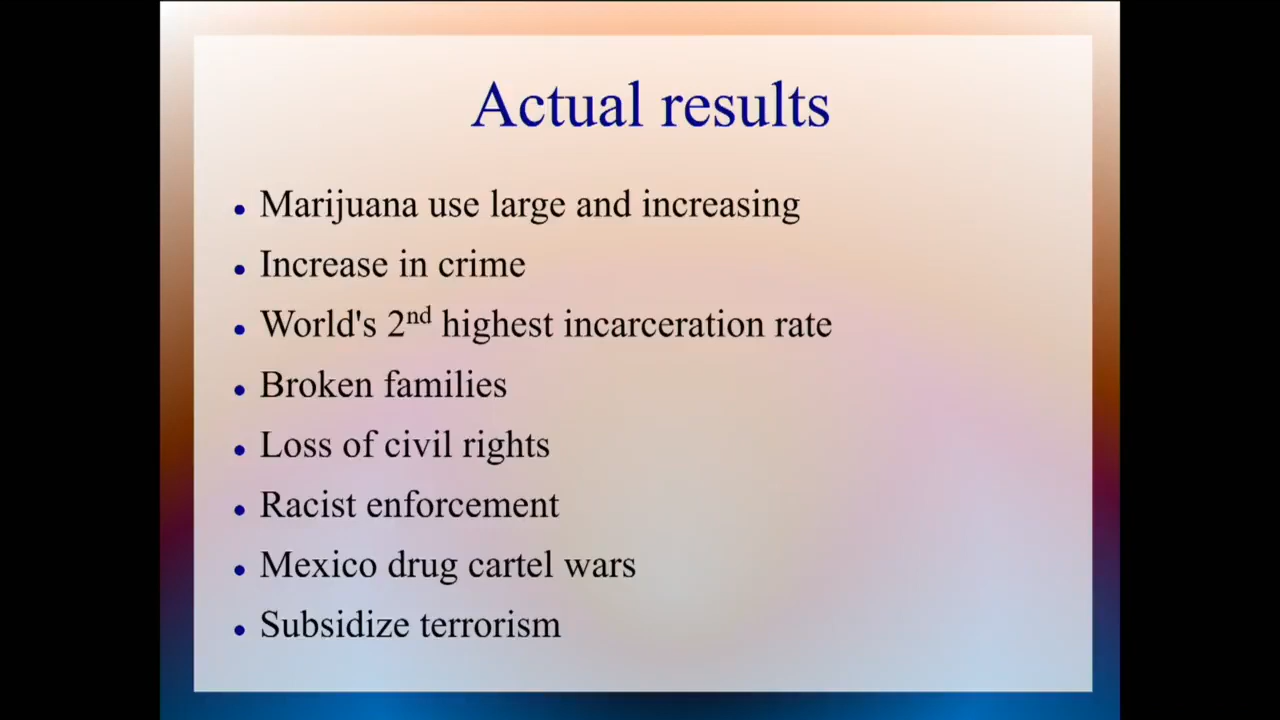 Actual results
• Marijuana use large and increasing
• Increase in crime
• World's 2nd highest incarceration rate
• Broken families
• Loss of civil rights
• Racist enforcement
• Mexico drug cartel wars
• Subsidize terrorism